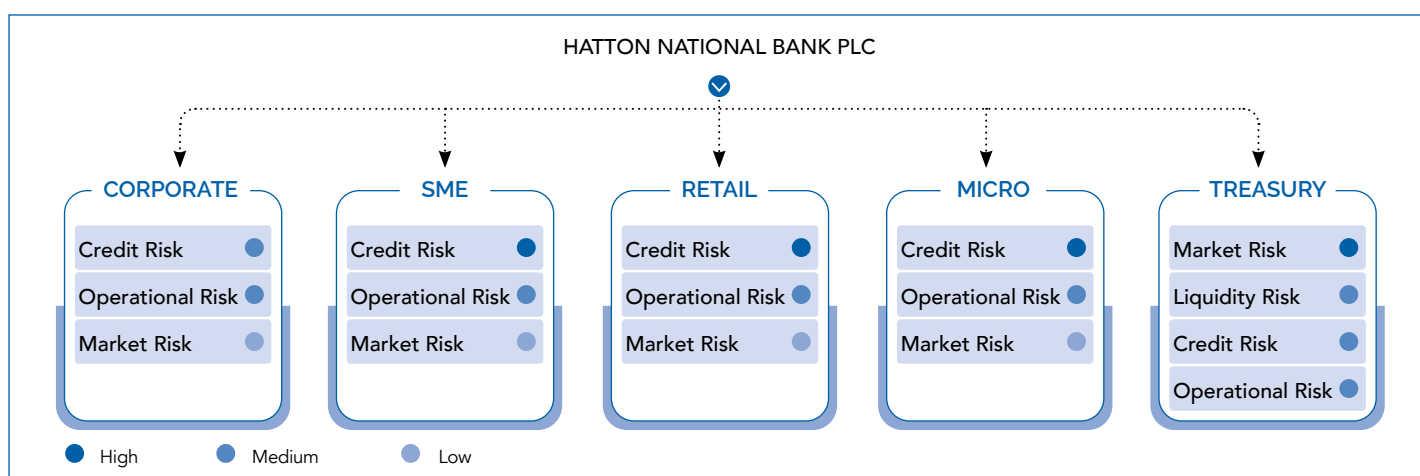 HATTON NATIONAL BANK PLC
CORPORATE
Credit Risk
Operational Risk
Market Risk
SME
Credit Risk
Operational Risk
Market Risk
RETAIL
Credit Risk
Operational Risk
Market Risk
MICRO
Credit Risk
Operational Risk
Market Risk
TREASURY
Market Risk
Liquidity Risk
Credit Risk
Operational Risk
High
Medium
Low